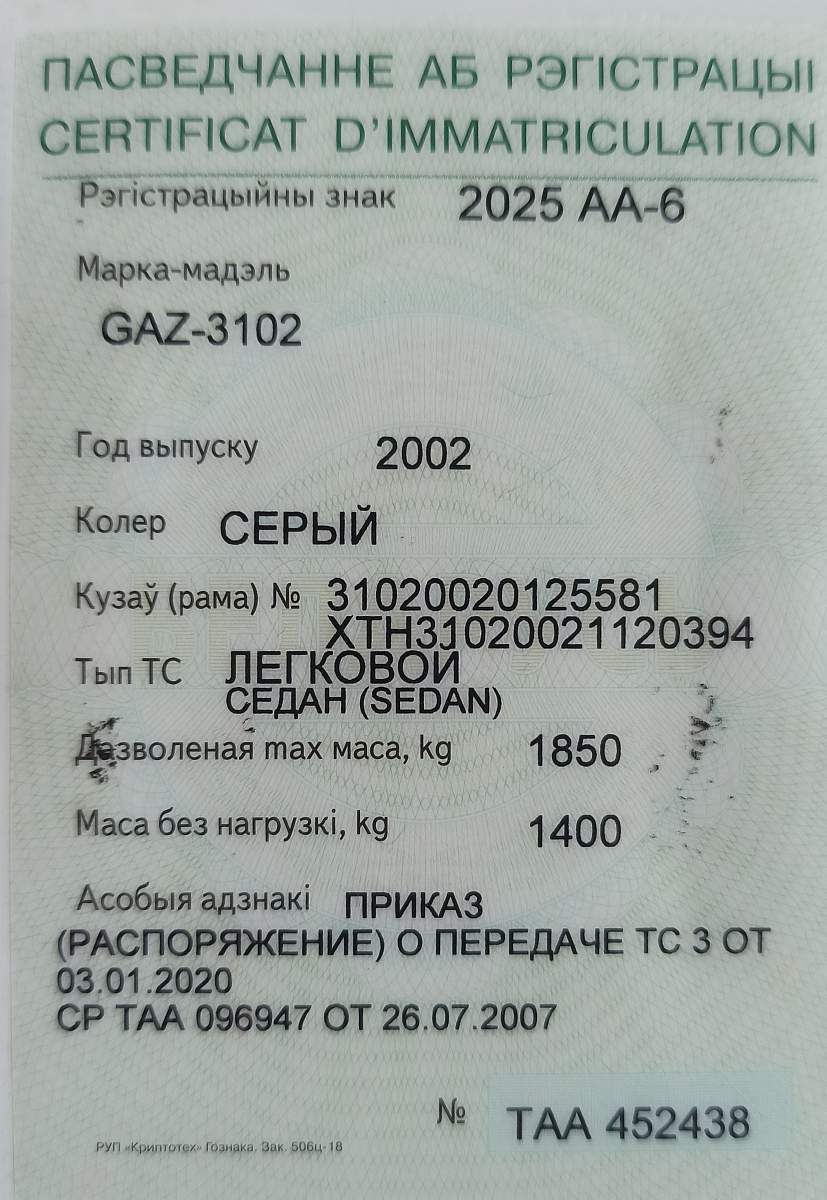 ПАСВЕДЧАННЕ АБ РЭГІСТРАЦЫІ
CERTIFICAT D'IMMATRICULATION
Рэгістрацыйны знак 2025 AA-6
Марка-мадэль
GAZ-3102
Год выпуску 2002
Колер СЕРЫЙ
Кузаў (рама) № 31020020125581
XTH31020021120394
Тып ТС ЛЕГКОВОЙ
СЕДАН (SEDAN)
Дазволеная max маса, kg 1850
Маса без нагрузкі, kg 1400
Асобыя адзнакі ПРИКАЗ
(РАСПОРЯЖЕНИЕ) О ПЕРЕДАЧЕ ТС 3 ОТ
03.01.2020
СР ТАА 096947 ОТ 26.07.2007
№ ТАА 452438
РУП «Криптотех» Гознака. Зак. 506ц-18